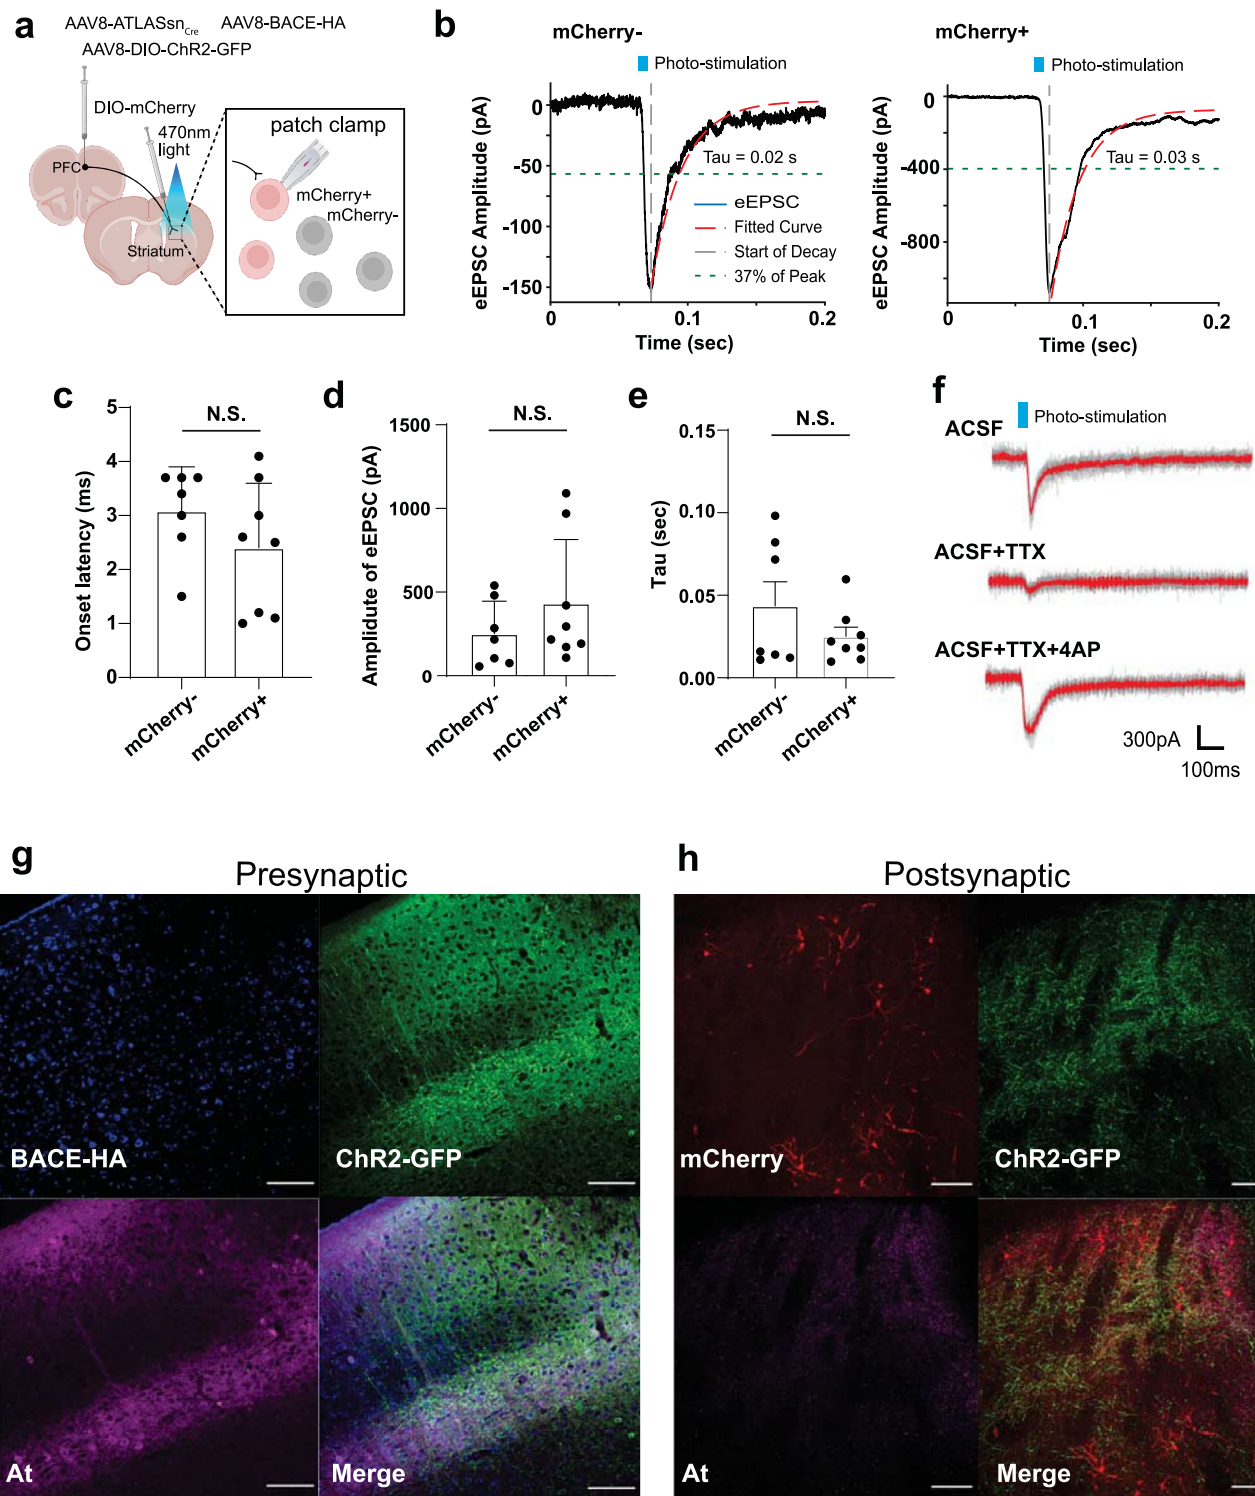 a
AAV8-ATLASsnCre AAV8-BACE-HA
AAV8-DIO-ChR2-GFP
DIO-mCherry
470nm
light
PFC
Striatum
patch clamp
mCherry+
mCherry-
b
mCherry-
Photo-stimulation
eEPSC Amplitude (pA)
0
-50
-100
-150
Tau = 0.02 s
eEPSC
Fitted Curve
Start of Decay
37% of Peak
0 0.1 0.2
Time (sec)
mCherry+
Photo-stimulation
eEPSC Amplitude (pA)
0
-400
-800
Tau = 0.03 s
0 0.1 0.2
Time (sec)
c
N.S.
Onset latency (ms)
5
4
3
2
1
0
mCherry- mCherry+
d
N.S.
Amplidute of eEPSC (pA)
1500
1000
500
0
mCherry- mCherry+
e
N.S.
Tau (sec)
0.15
0.10
0.05
0.00
mCherry- mCherry+
f
Photo-stimulation
ACSF
ACSF+TTX
ACSF+TTX+4AP
300pA
100ms
g
Presynaptic
BACE-HA
ChR2-GFP
At
Merge
h
Postsynaptic
mCherry
ChR2-GFP
At
Merge